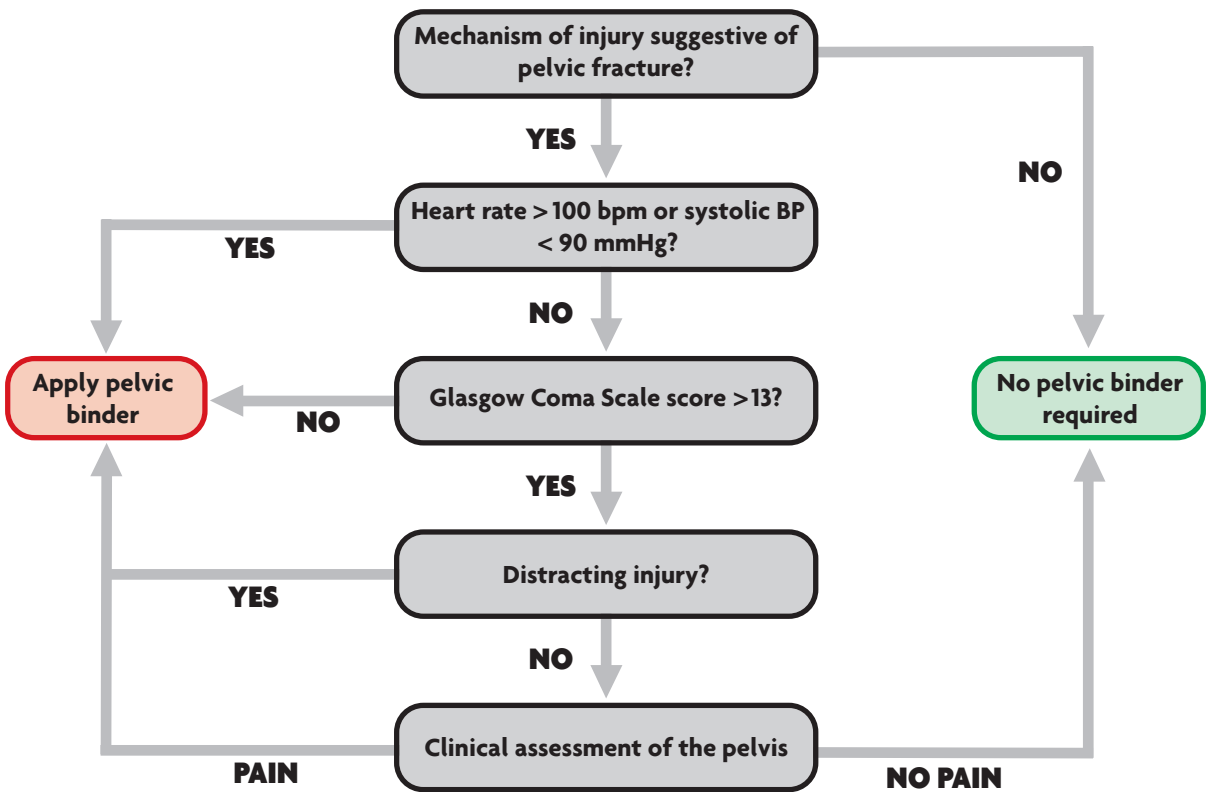 Mechanism of injury suggestive of
pelvic fracture?
YES
NO
Heart rate > 100 bpm or systolic BP
< 90 mmHg?
YES
NO
Apply pelvic
binder
Glasgow Coma Scale score >13?
No pelvic binder
required
NO
YES
Distracting injury?
YES
NO
Clinical assessment of the pelvis
PAIN
NO PAIN